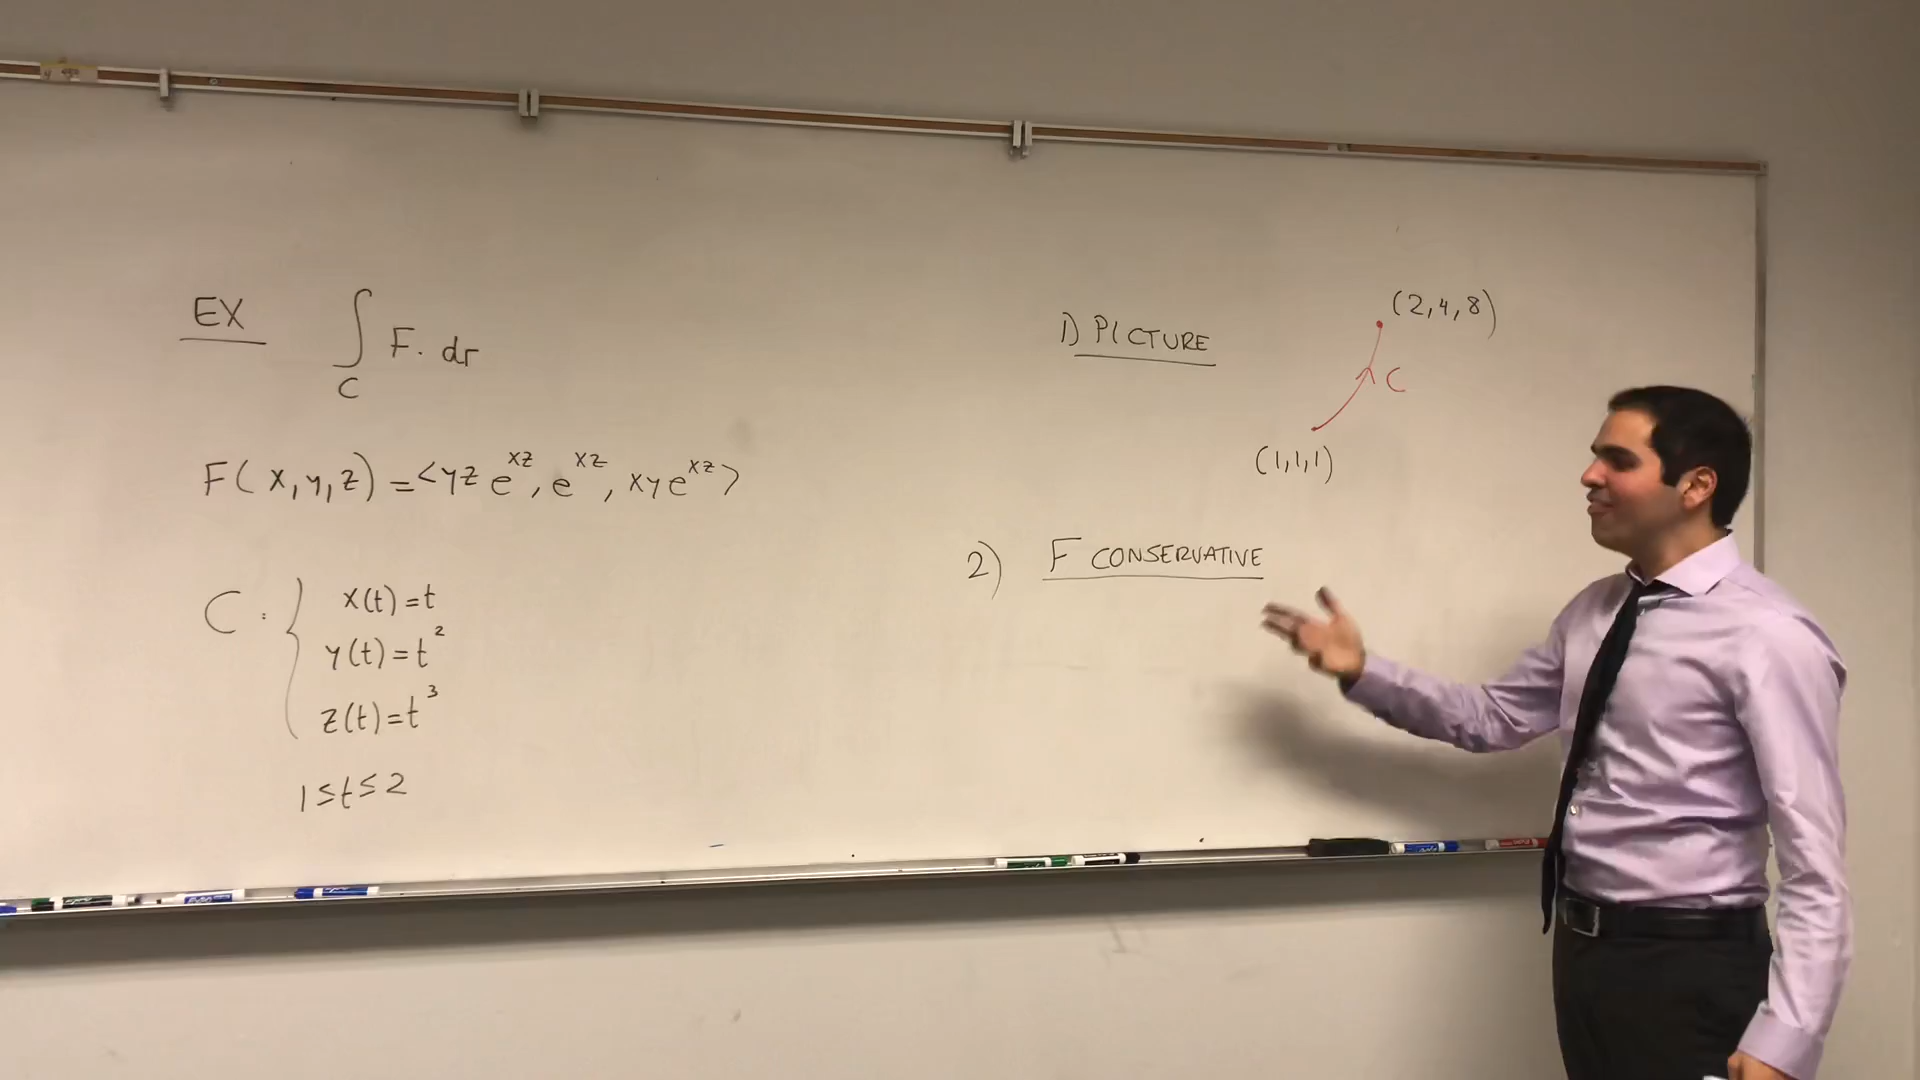 EX ∫_C F. dr
F(x,y,z) = <yz e^{xz}, e^{xz}, xy e^{xz}>
C: { x(t)=t
y(t)=t²
z(t)=t³
1≤t≤2
1) PICTURE
(2,4,8)
C
(1,1,1)
2) F CONSERVATIVE